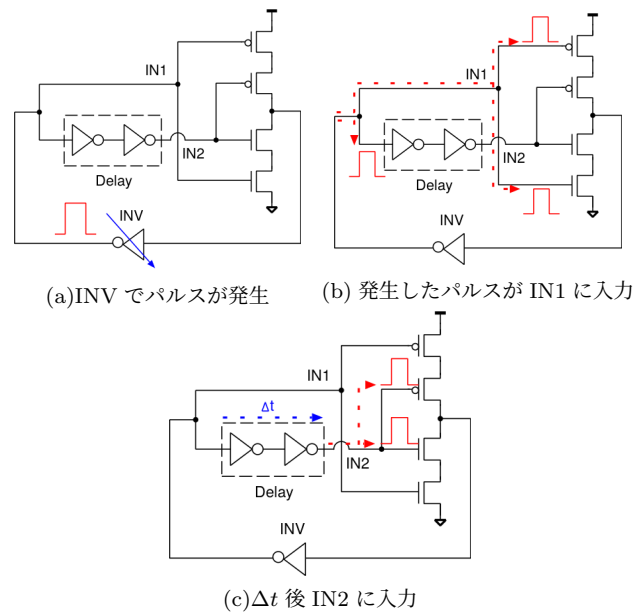 IN1
IN2
Delay
INV
(a)INV でパルスが発生
IN1
IN2
Delay
INV
(b) 発生したパルスが IN1 に入力
IN1
Δt
IN2
Delay
INV
(c)Δt 後 IN2 に入力